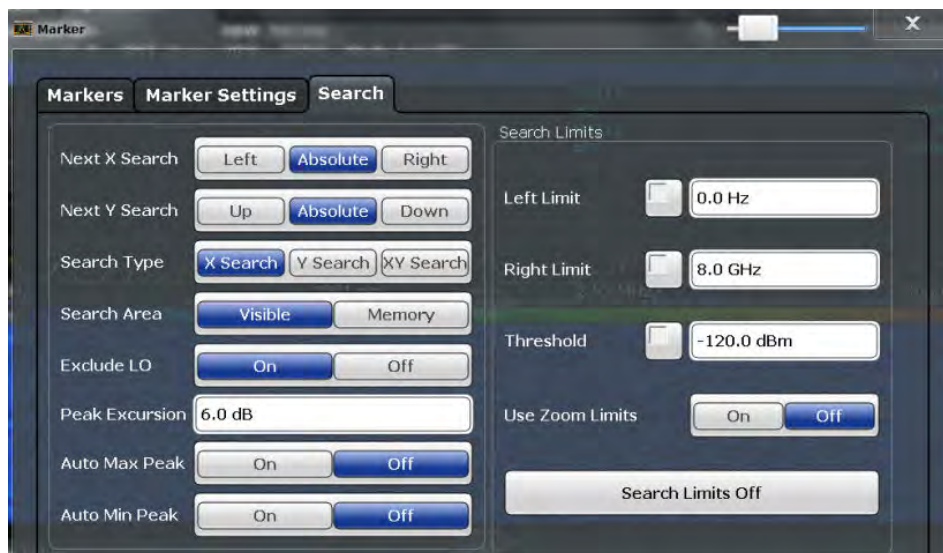 Marker
X
Markers Marker Settings Search
Next X Search Left Absolute Right
Next Y Search Up Absolute Down
Search Type X Search Y Search XY Search
Search Area Visible Memory
Exclude LO On Off
Peak Excursion 6.0 dB
Auto Max Peak On Off
Auto Min Peak On Off
Search Limits
Left Limit 0.0 Hz
Right Limit 8.0 GHz
Threshold -120.0 dBm
Use Zoom Limits On Off
Search Limits Off